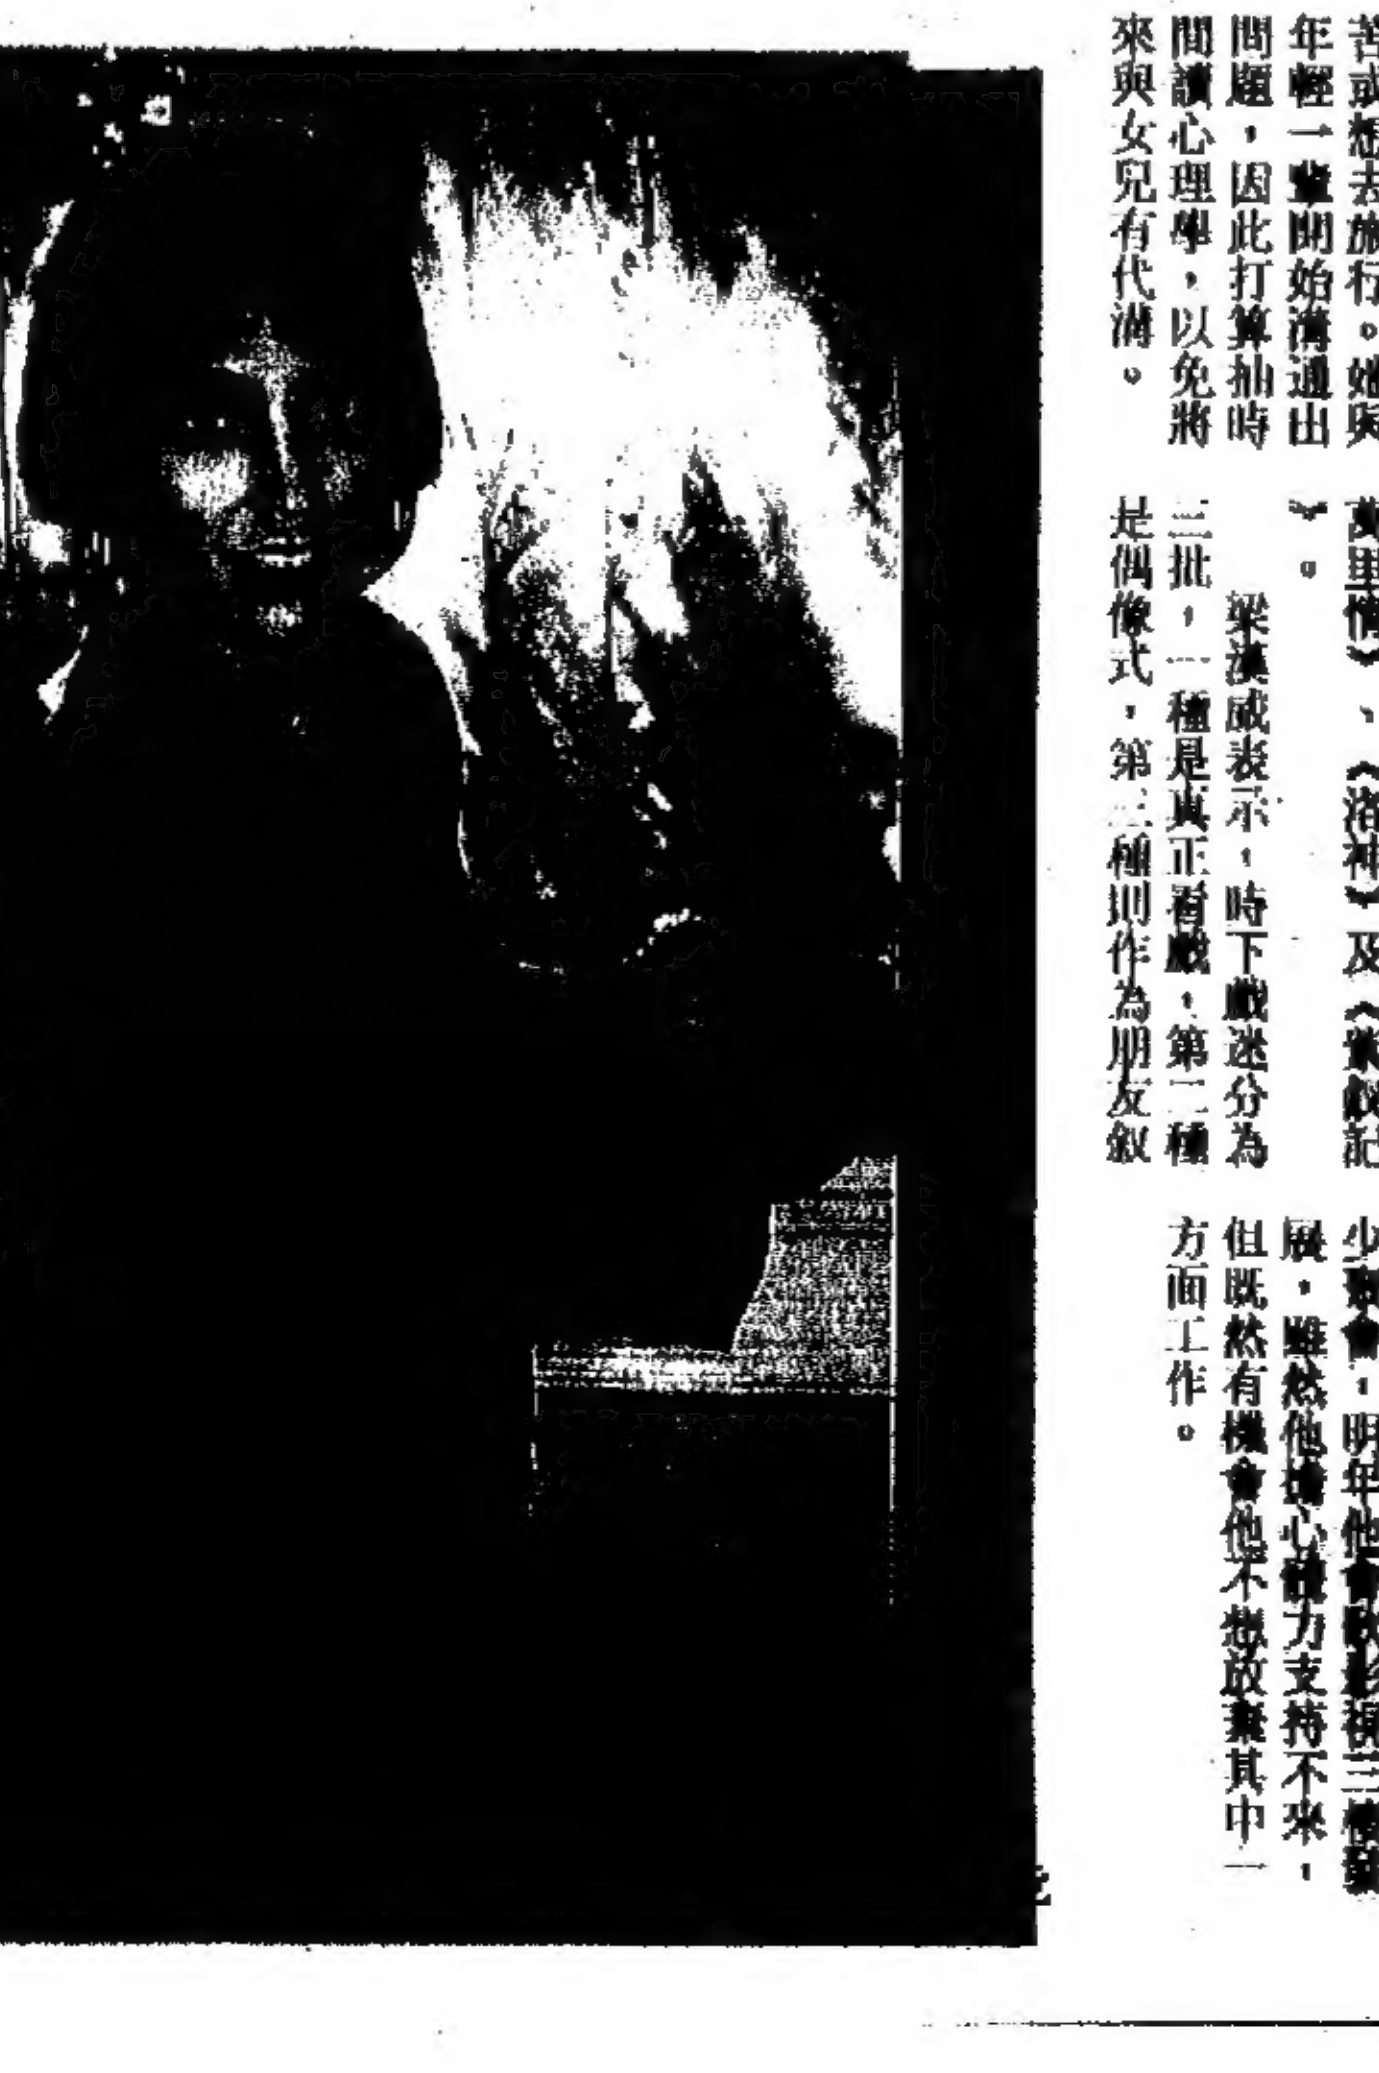 苦或想去旅行。她與
年輕一輩開始溝通出
問題，因此打算抽時
間讀心理學，以免將
來與女兒有代溝。
萬里情》、《洛神》及《紫釵記
》。
梁漢威表示，時下戲迷分為
三批，一種是真正看戲，第二種
是偶像式，第三種則作為朋友敘
少聚會，明年他會歌影視三棲發
展，雖然他擔心體力支持不來，
但既然有機會他不想放棄其中一
方面工作。